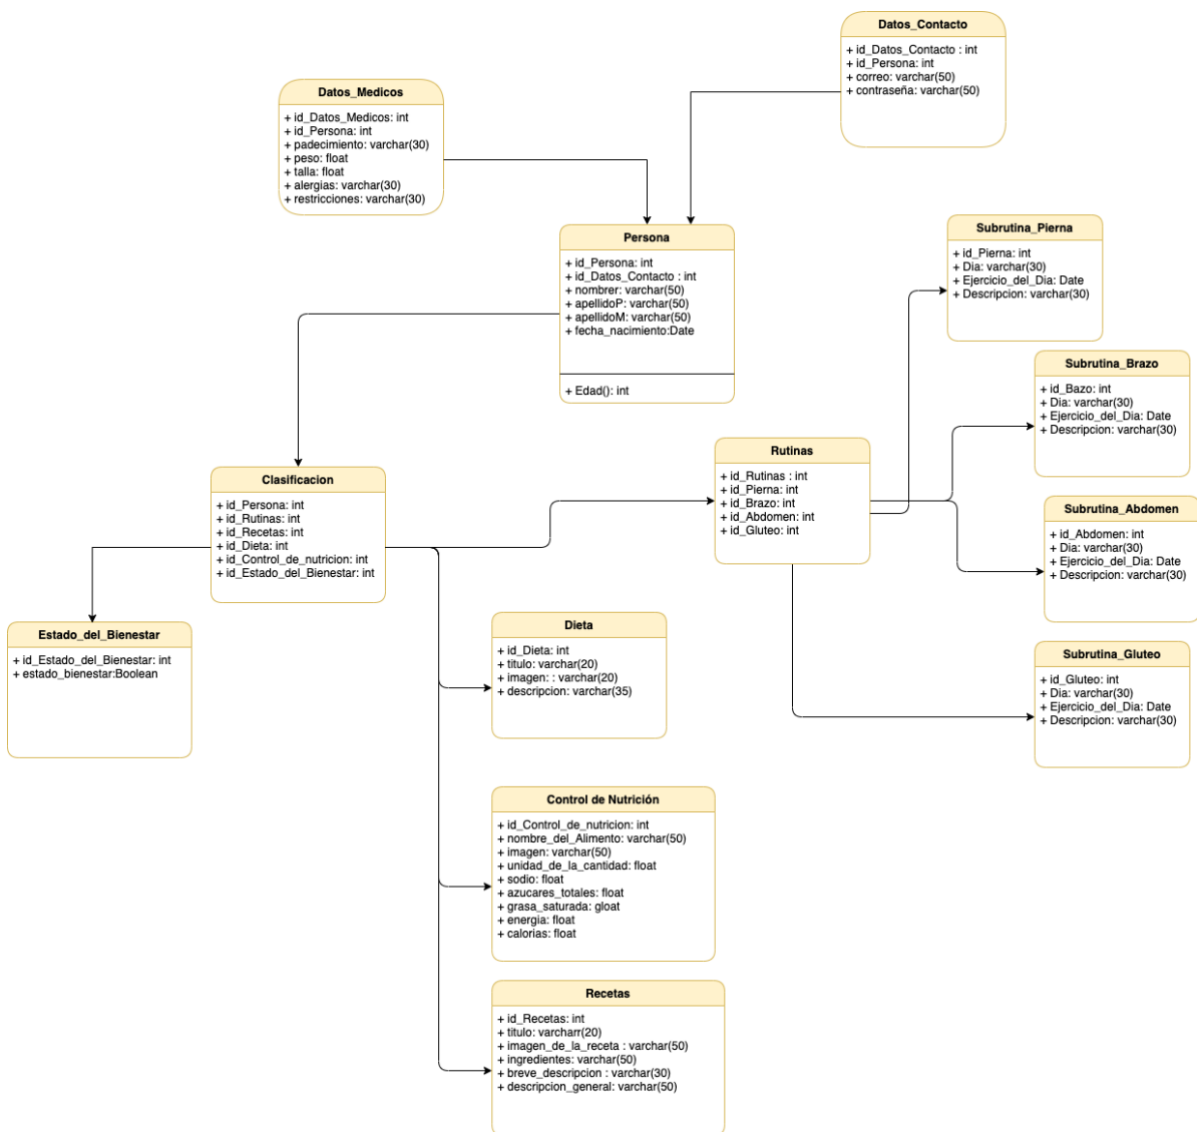 Datos_Contacto
+ id_Datos_Contacto : int
+ id_Persona: int
+ correo: varchar(50)
+ contraseña: varchar(50)
Datos_Medicos
+ id_Datos_Medicos: int
+ id_Persona: int
+ padecimiento: varchar(30)
+ peso: float
+ talla: float
+ alergias: varchar(30)
+ restricciones: varchar(30)
Persona
+ id_Persona: int
+ id_Datos_Contacto : int
+ nombrer: varchar(50)
+ apellidoP: varchar(50)
+ apellidoM: varchar(50)
+ fecha_nacimiento:Date
+ Edad(): int
Subrutina_Pierna
+ id_Pierna: int
+ Dia: varchar(30)
+ Ejercicio_del_Dia: Date
+ Descripcion: varchar(30)
Subrutina_Brazo
+ id_Bazo: int
+ Dia: varchar(30)
+ Ejercicio_del_Dia: Date
+ Descripcion: varchar(30)
Rutinas
+ id_Rutinas : int
+ id_Pierna: int
+ id_Brazo: int
+ id_Abdomen: int
+ id_Gluteo: int
Clasificacion
+ id_Persona: int
+ id_Rutinas: int
+ id_Recetas: int
+ id_Dieta: int
+ id_Control_de_nutricion: int
+ id_Estado_del_Bienestar: int
Subrutina_Abdomen
+ id_Abdomen: int
+ Dia: varchar(30)
+ Ejercicio_del_Dia: Date
+ Descripcion: varchar(30)
Estado_del_Bienestar
+ id_Estado_del_Bienestar: int
+ estado_bienestar:Boolean
Dieta
+ id_Dieta: int
+ titulo: varchar(20)
+ imagen: : varchar(20)
+ descripcion: varchar(35)
Subrutina_Gluteo
+ id_Gluteo: int
+ Dia: varchar(30)
+ Ejercicio_del_Dia: Date
+ Descripcion: varchar(30)
Control de Nutrición
+ id_Control_de_nutricion: int
+ nombre_del_Alimento: varchar(50)
+ imagen: varchar(50)
+ unidad_de_la_cantidad: float
+ sodio: float
+ azucares_totales: float
+ grasa_saturada: gloat
+ energia: float
+ calorias: float
Recetas
+ id_Recetas: int
+ titulo: varcharr(20)
+ imagen_de_la_receta : varchar(50)
+ ingredientes: varchar(50)
+ breve_descripcion : varchar(30)
+ descripcion_general: varchar(50)